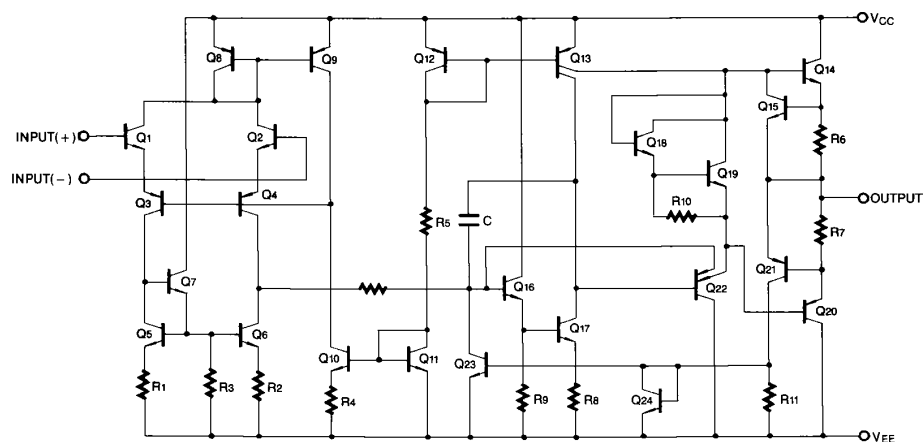 VCC
Q8
Q9
Q12
Q13
Q14
Q15
INPUT(+)
Q1
Q2
Q18
R6
INPUT(−)
Q19
Q3
Q4
R10
OUTPUT
C
R5
R7
Q7
Q16
Q22
Q21
Q20
Q5
Q6
Q17
Q10
Q11
Q23
R1
R3
R2
R4
R9
R8
Q24
R11
VEE